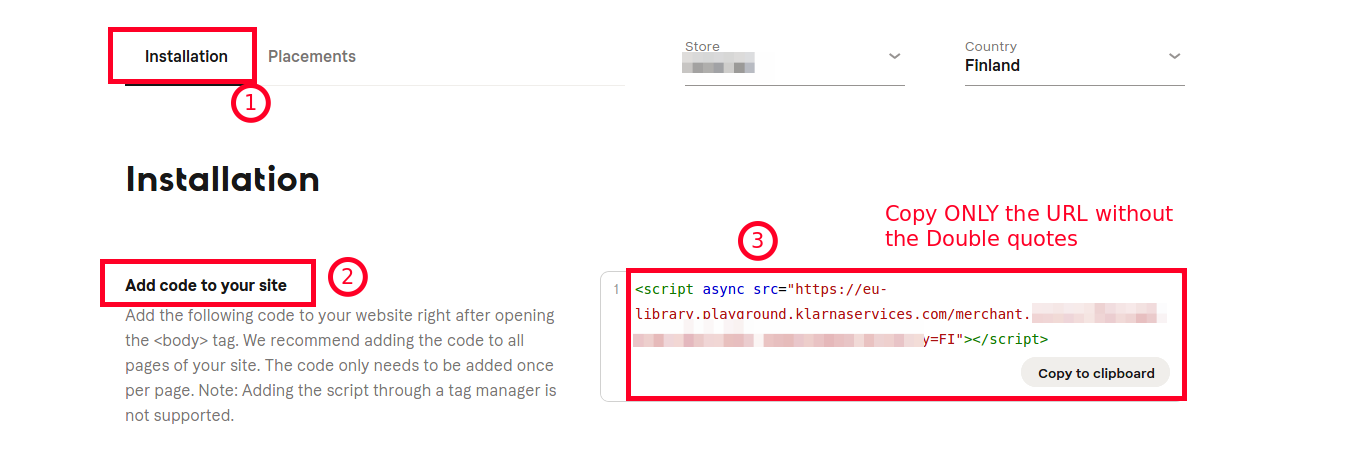 Installation
Placements
Store
Country
Finland
1
Installation
Copy ONLY the URL without
the Double quotes
3
2
Add code to your site
Add the following code to your website right after opening
the <body> tag. We recommend adding the code to all
pages of your site. The code only needs to be added once
per page. Note: Adding the script through a tag manager is
not supported.
1
<script async src="https://eu-
library.playground.klarnaservices.com/merchant.
y=FI"></script>
Copy to clipboard